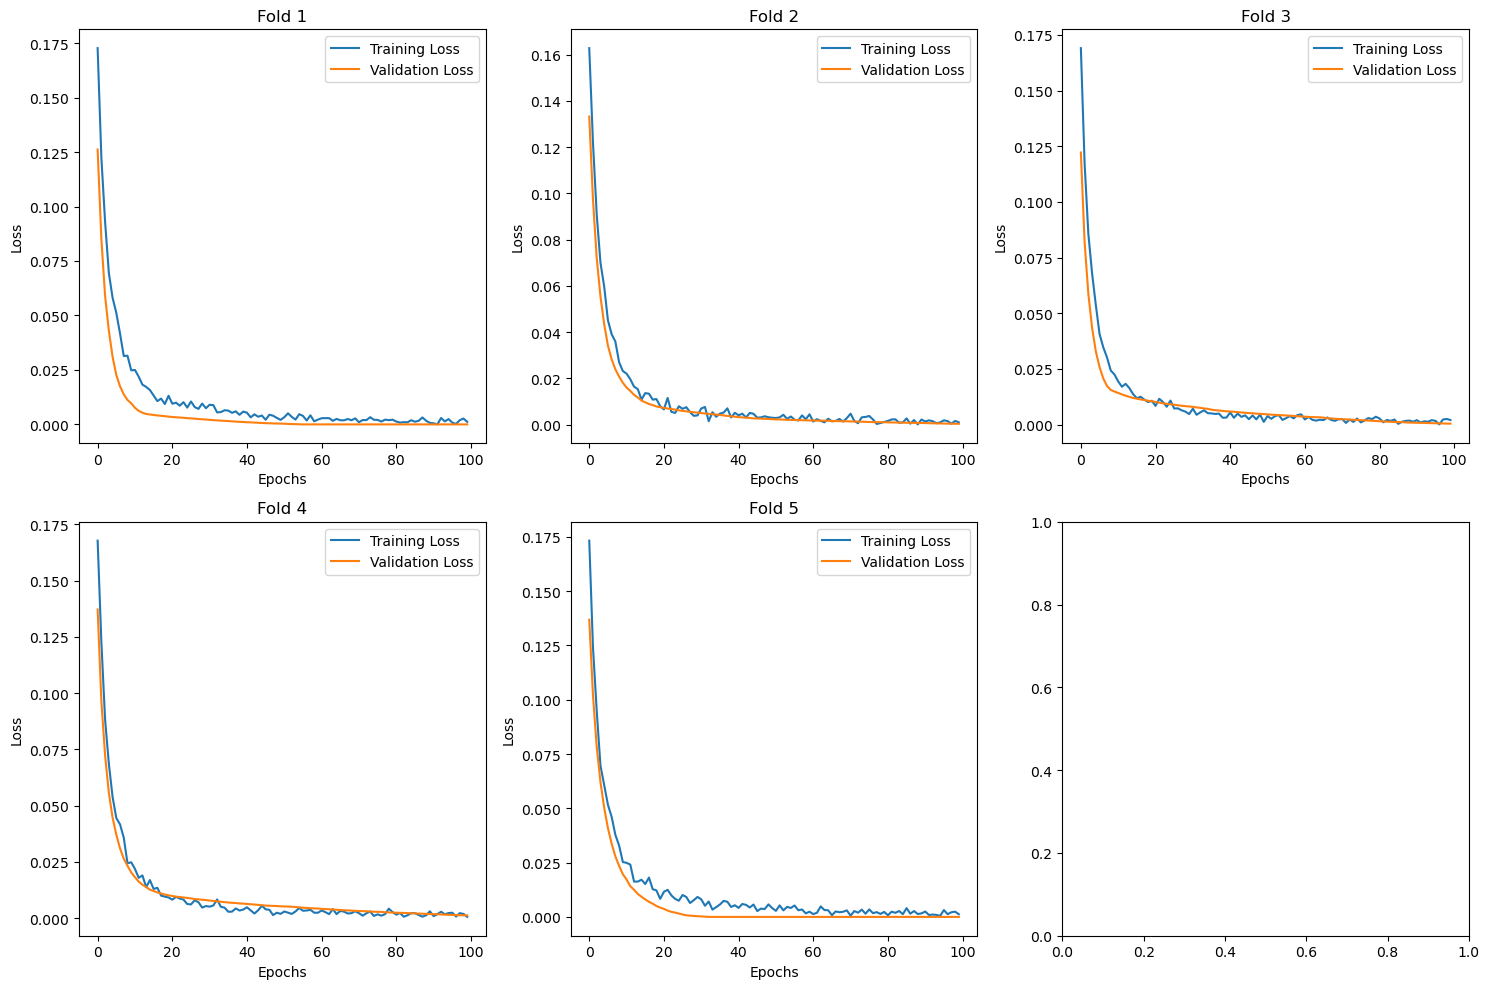 Fold 1
Fold 2
Fold 3
Training Loss
Validation Loss
Training Loss
Validation Loss
Training Loss
Validation Loss
0.175
0.150
0.125
0.100
0.075
0.050
0.025
0.000
Loss
0 20 40 60 80 100
Epochs
0.16
0.14
0.12
0.10
0.08
0.06
0.04
0.02
0.00
Loss
0 20 40 60 80 100
Epochs
0.175
0.150
0.125
0.100
0.075
0.050
0.025
0.000
Loss
0 20 40 60 80 100
Epochs
Fold 4
Fold 5
Training Loss
Validation Loss
Training Loss
Validation Loss
0.175
0.150
0.125
0.100
0.075
0.050
0.025
0.000
Loss
0 20 40 60 80 100
Epochs
0.175
0.150
0.125
0.100
0.075
0.050
0.025
0.000
Loss
0 20 40 60 80 100
Epochs
1.0
0.8
0.6
0.4
0.2
0.0
0.0 0.2 0.4 0.6 0.8 1.0